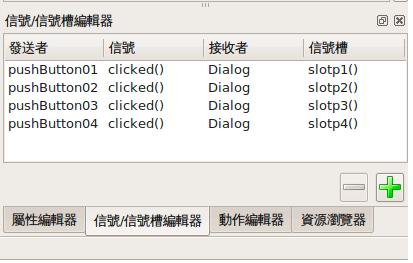 信號/信號槽編輯器
發送者 信號 接收者 信號槽
pushButton01 clicked() Dialog slotp1()
pushButton02 clicked() Dialog slotp2()
pushButton03 clicked() Dialog slotp3()
pushButton04 clicked() Dialog slotp4()
屬性編輯器 信號/信號槽編輯器 動作編輯器 資源瀏覽器